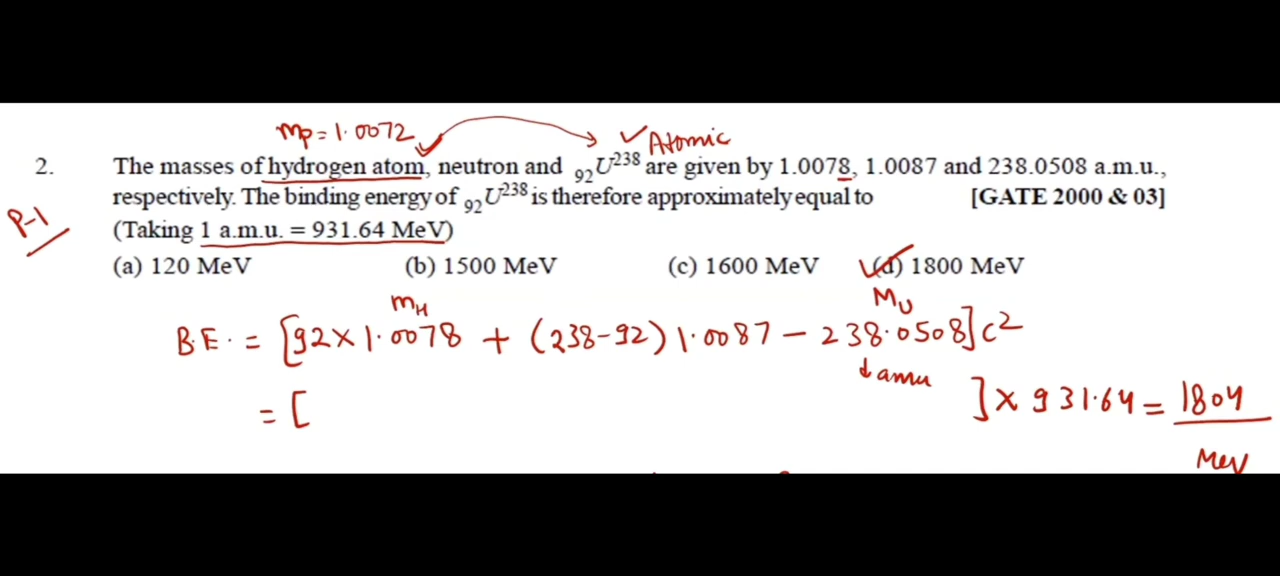 mp = 1.0072
Atomic
2. The masses of hydrogen atom, neutron and ₉₂U²³⁸ are given by 1.0078, 1.0087 and 238.0508 a.m.u.,
P-1
respectively. The binding energy of ₉₂U²³⁸ is therefore approximately equal to [GATE 2000 & 03]
(Taking 1 a.m.u. = 931.64 MeV)
(a) 120 MeV (b) 1500 MeV (c) 1600 MeV (d) 1800 MeV
mH MU
B.E. = [92 × 1.0078 + (238-92) 1.0087 - 238.0508] c²
amu
= [ ] × 931.64 = 1804
MeV